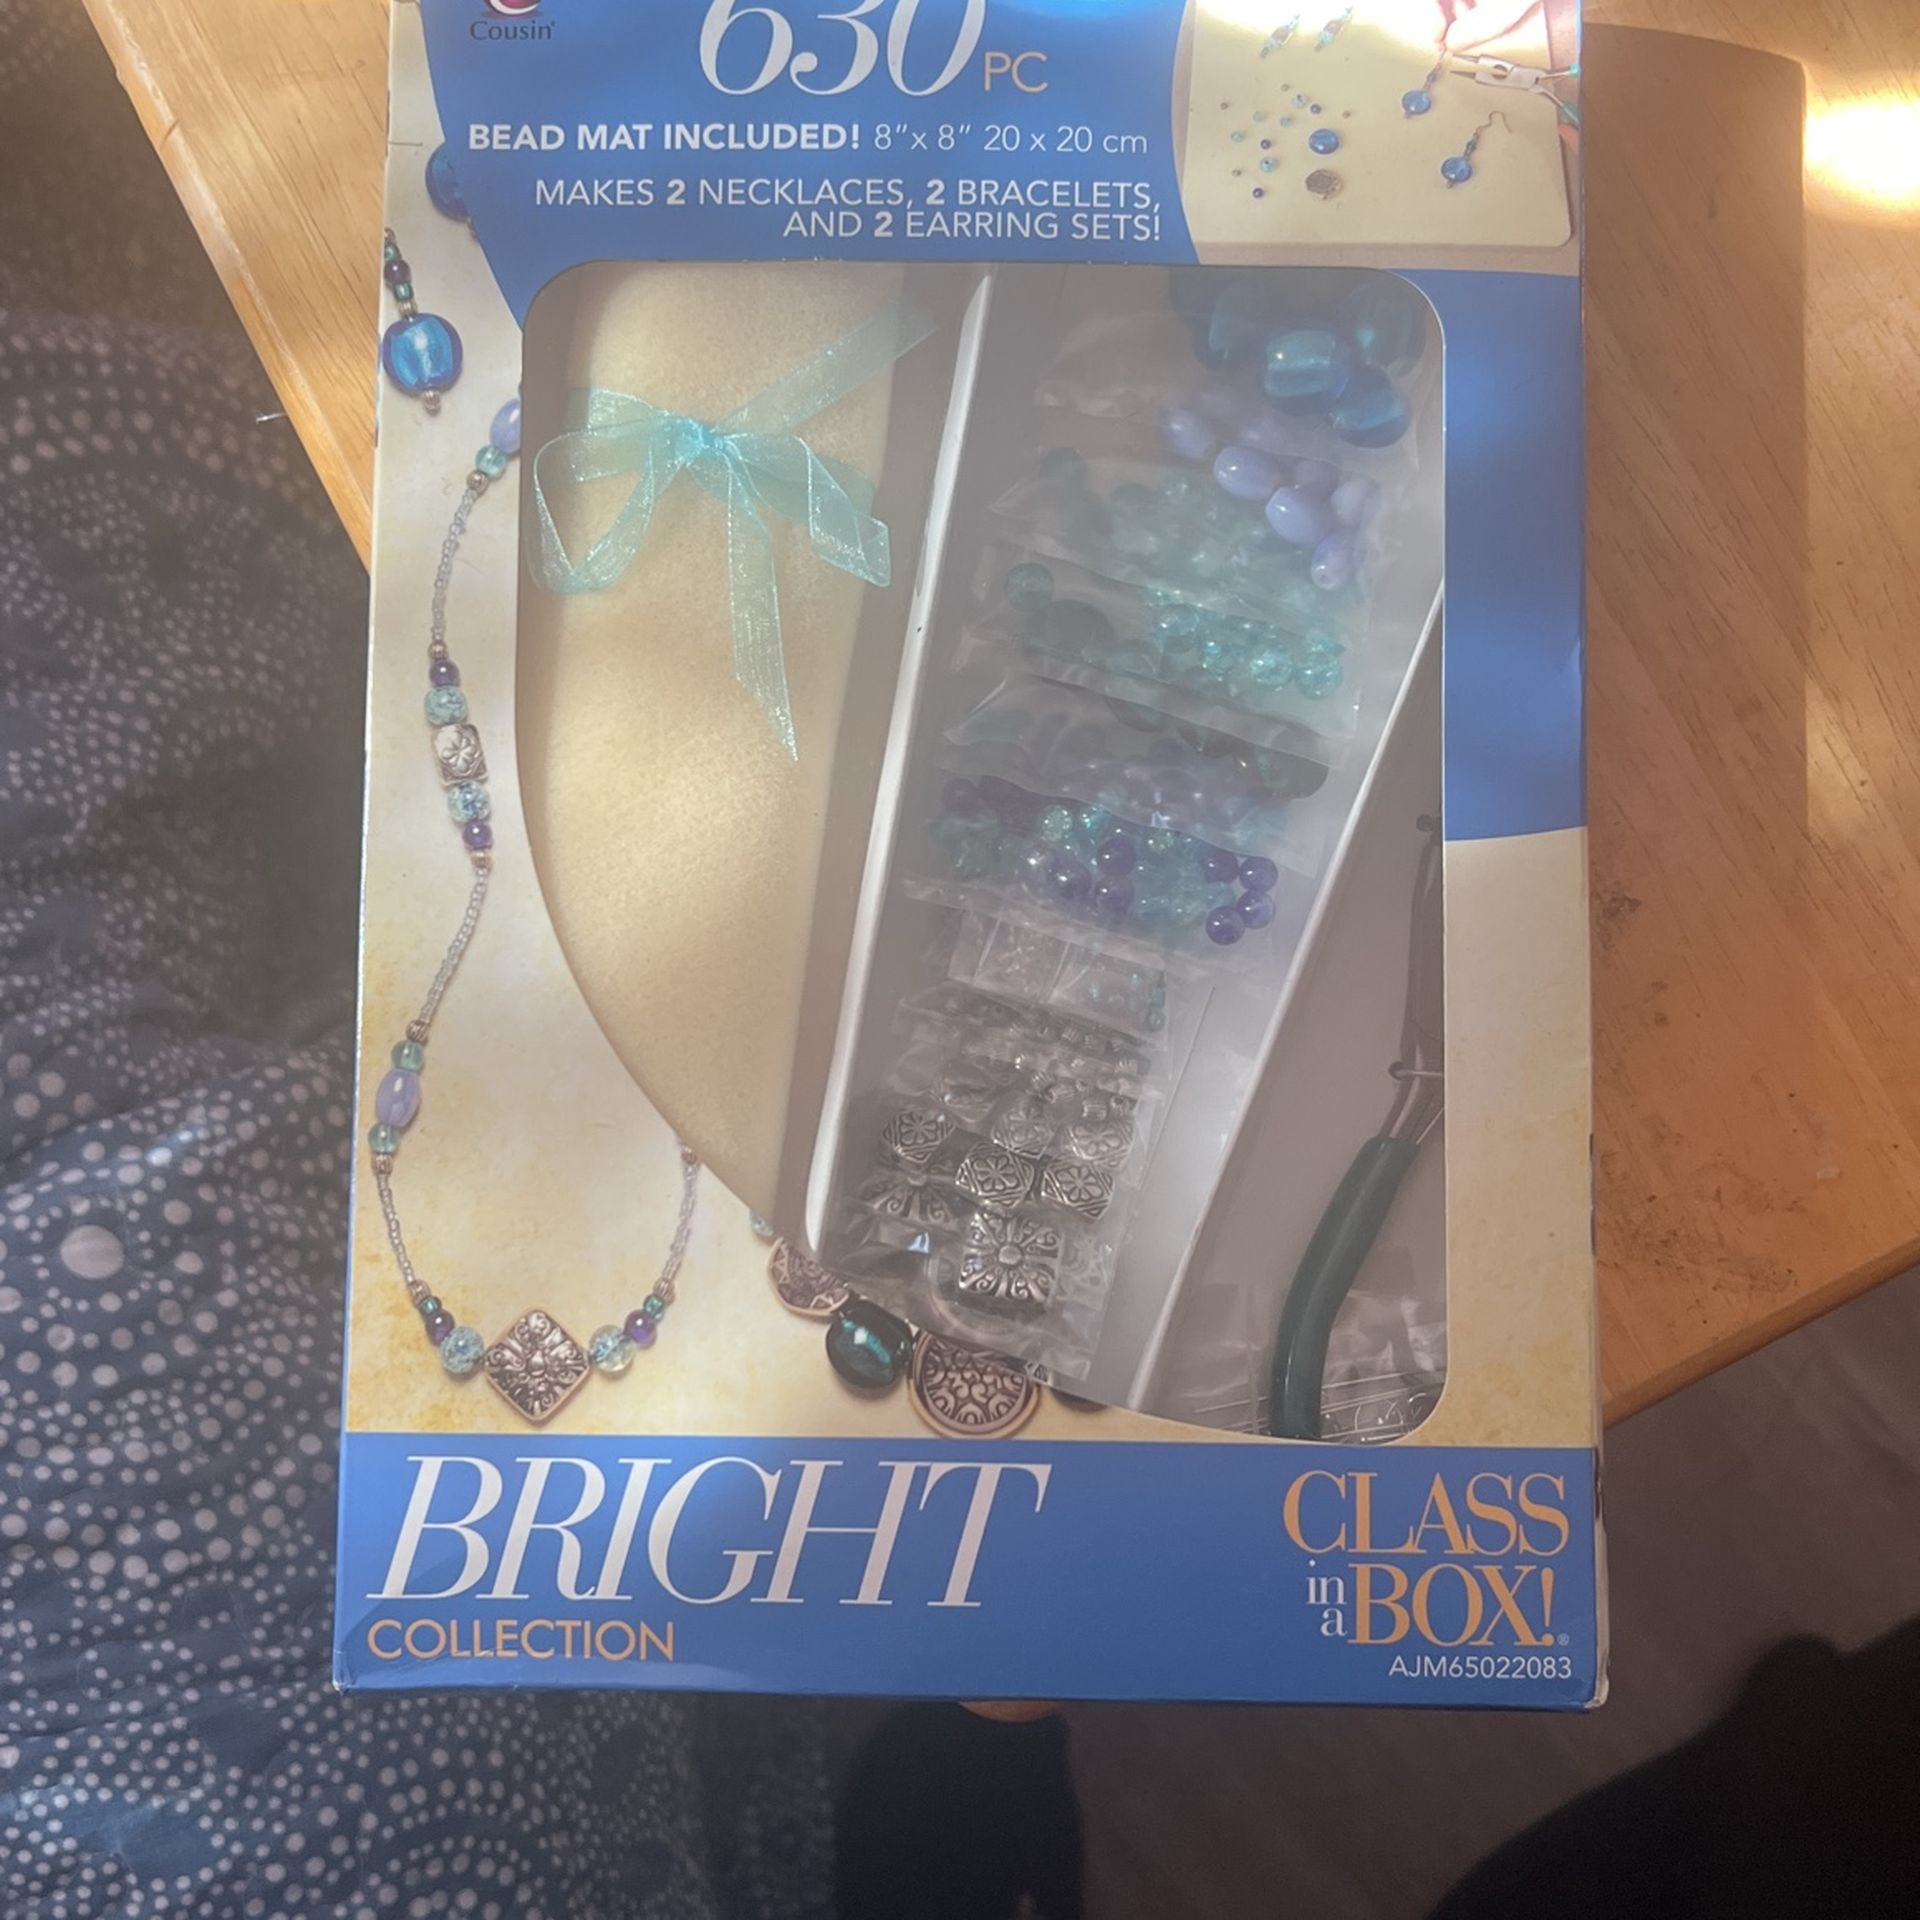 Cousin®
630 PC
BEAD MAT INCLUDED! 8"x 8" 20 x 20 cm
MAKES 2 NECKLACES, 2 BRACELETS,
AND 2 EARRING SETS!
BRIGHT
COLLECTION
CLASS
in a BOX!®
AJM65022083